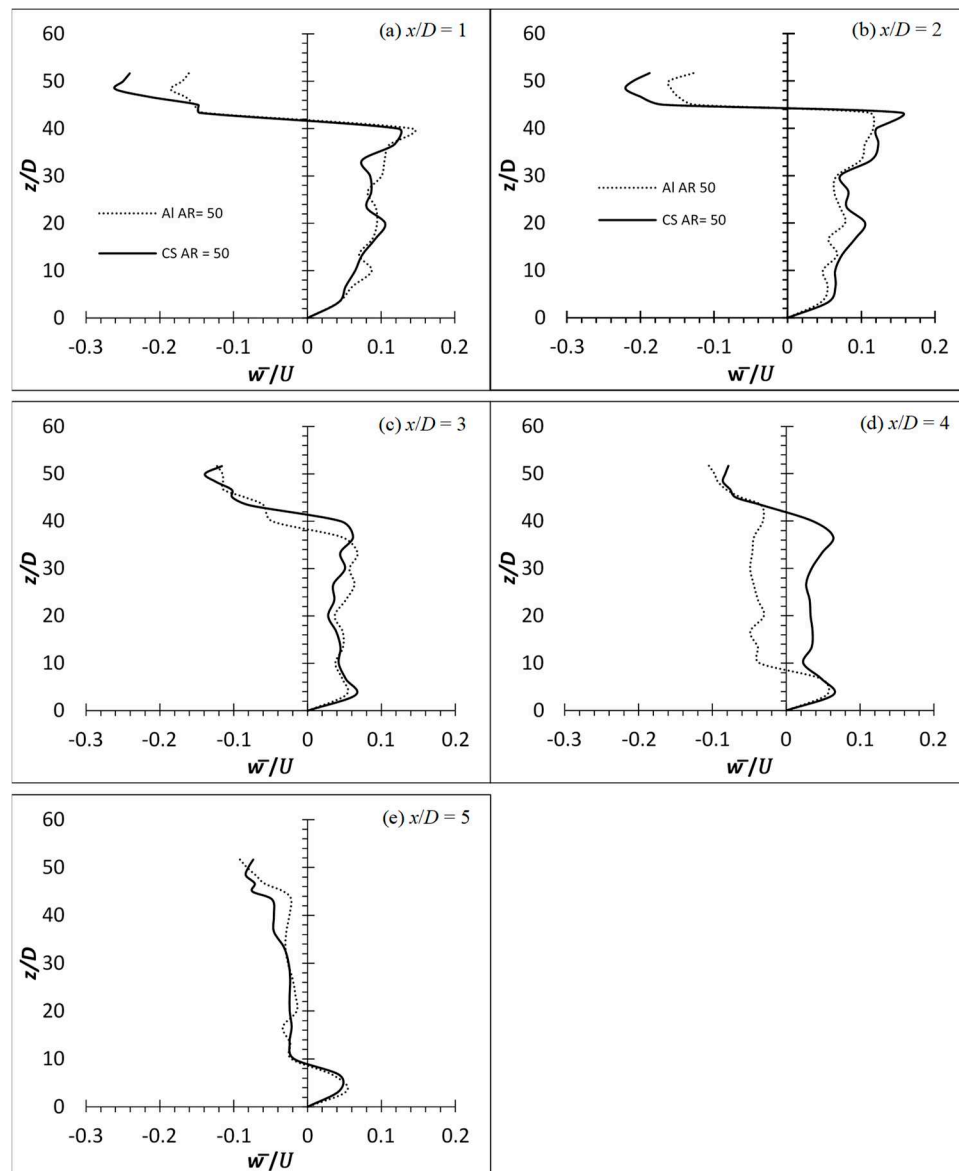 (a) x/D = 1
60
50
40
30
20
10
0
z/D
Al AR= 50
CS AR = 50
-0.3 -0.2 -0.1 0 0.1 0.2
w̄/U
(b) x/D = 2
60
50
40
30
20
10
0
z/D
Al AR 50
CS AR = 50
-0.3 -0.2 -0.1 0 0.1 0.2
w̄/U
(c) x/D = 3
60
50
40
30
20
10
0
z/D
-0.3 -0.2 -0.1 0 0.1 0.2
w̄/U
(d) x/D = 4
60
50
40
30
20
10
0
z/D
-0.3 -0.2 -0.1 0 0.1 0.2
w̄/U
(e) x/D = 5
60
50
40
30
20
10
0
z/D
-0.3 -0.2 -0.1 0 0.1 0.2
w̄/U